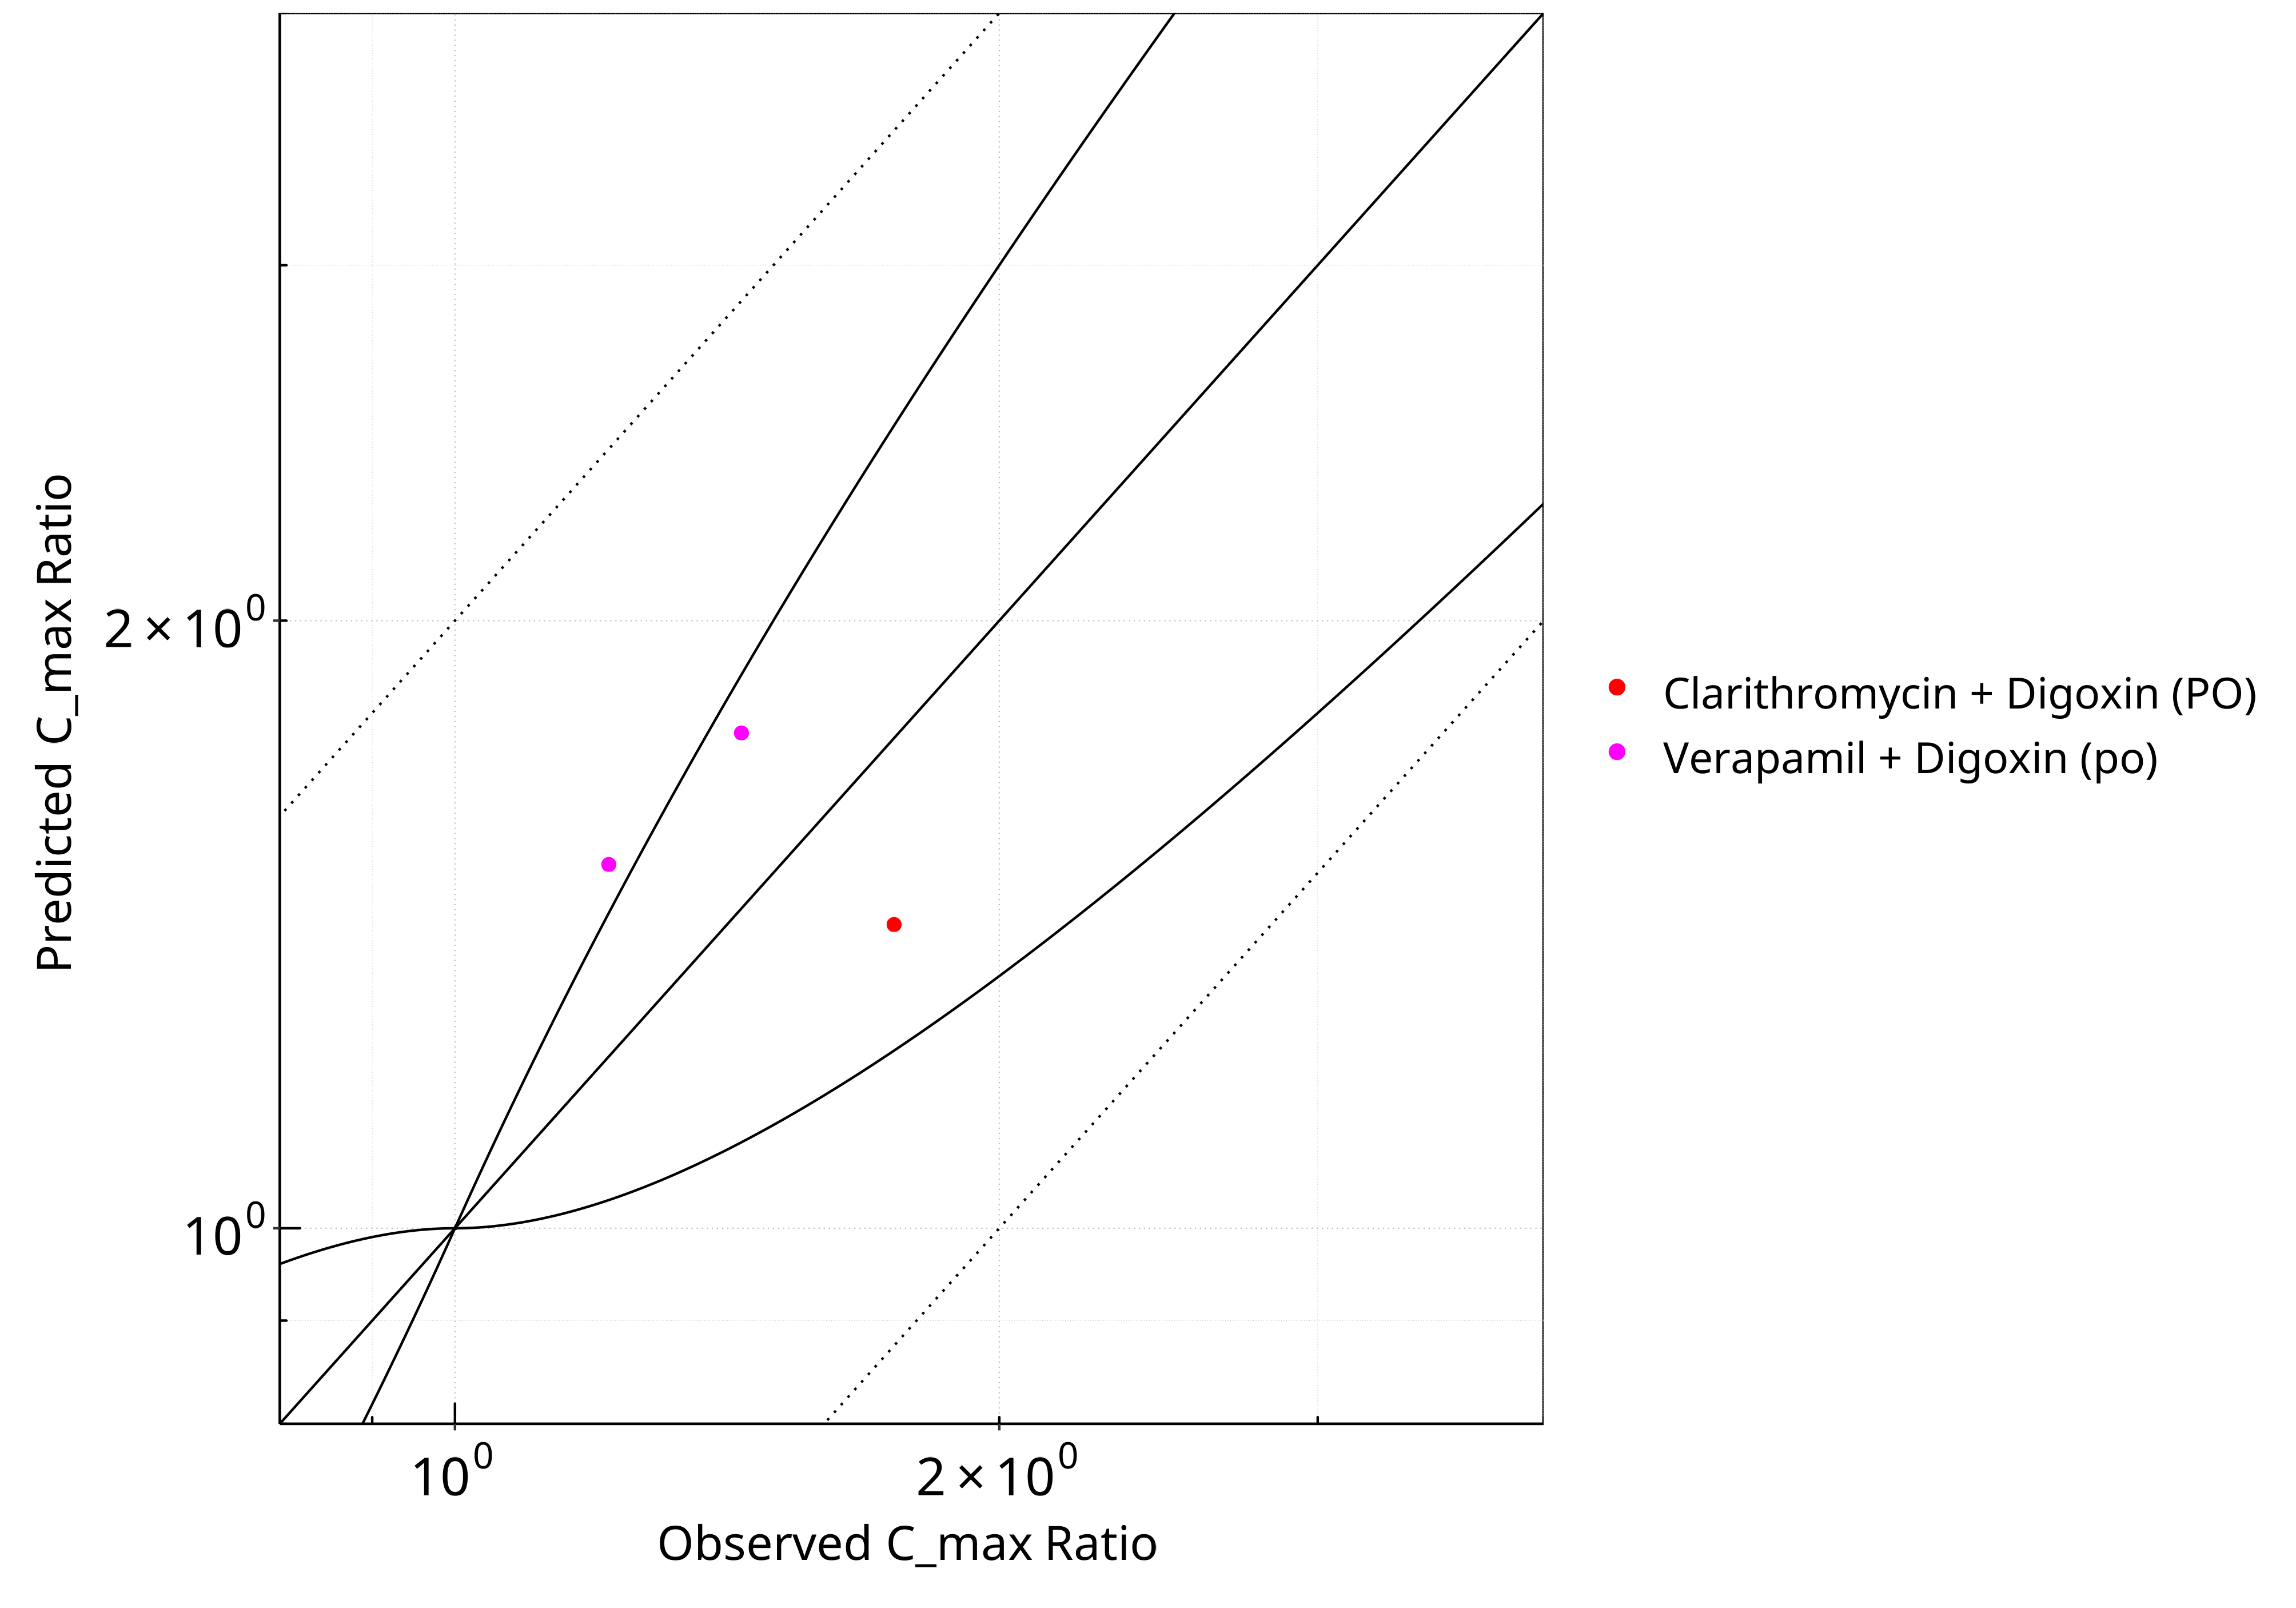 Predicted C_max Ratio
2 × 10⁰
10⁰
10⁰
2 × 10⁰
Observed C_max Ratio
Clarithromycin + Digoxin (PO)
Verapamil + Digoxin (po)